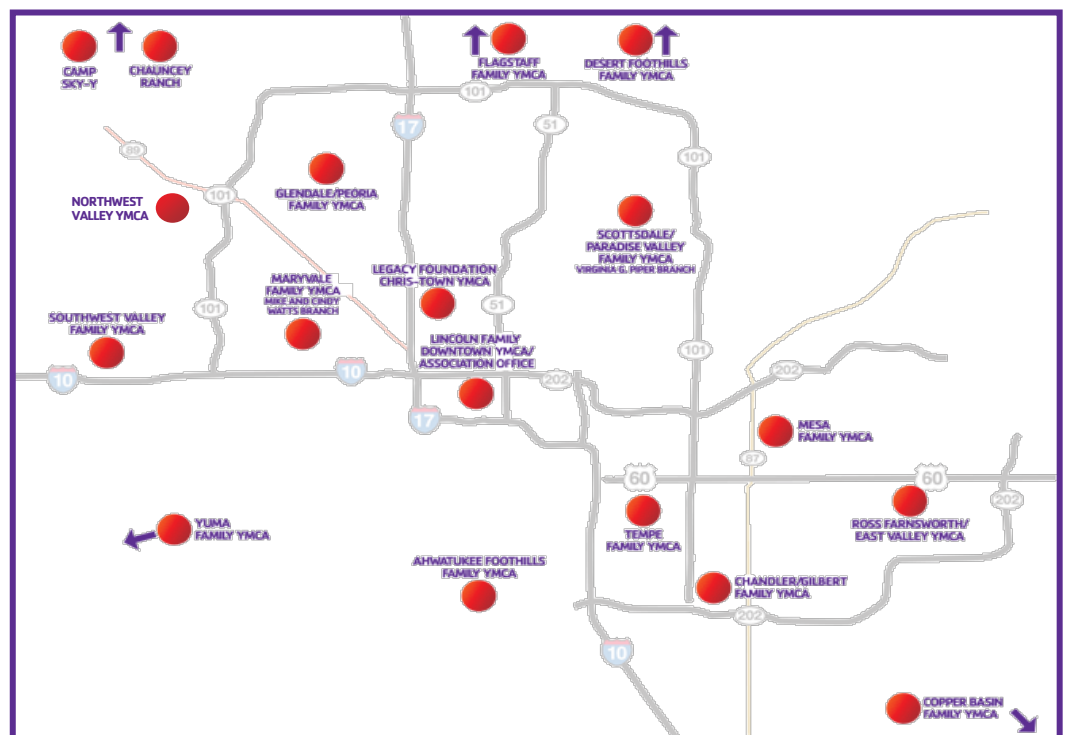 CAMP
SKY-Y
CHAUNCEY
RANCH
FLAGSTAFF
FAMILY YMCA
DESERT FOOTHILLS
FAMILY YMCA
101
17
51
89
101
101
GLENDALE/PEORIA
FAMILY YMCA
NORTHWEST
VALLEY YMCA
SCOTTSDALE/
PARADISE VALLEY
FAMILY YMCA
VIRGINIA G. PIPER BRANCH
LEGACY FOUNDATION
CHRIS-TOWN YMCA
MARYVALE
FAMILY YMCA
MIKE AND CINDY
WATTS BRANCH
101
51
SOUTHWEST VALLEY
FAMILY YMCA
LINCOLN FAMILY
DOWNTOWN YMCA/
ASSOCIATION OFFICE
101
10
10
202
202
17
MESA
FAMILY YMCA
87
60
60
202
ROSS FARNSWORTH/
EAST VALLEY YMCA
TEMPE
FAMILY YMCA
YUMA
FAMILY YMCA
AHWATUKEE FOOTHILLS
FAMILY YMCA
CHANDLER/GILBERT
FAMILY YMCA
202
10
COPPER BASIN
FAMILY YMCA